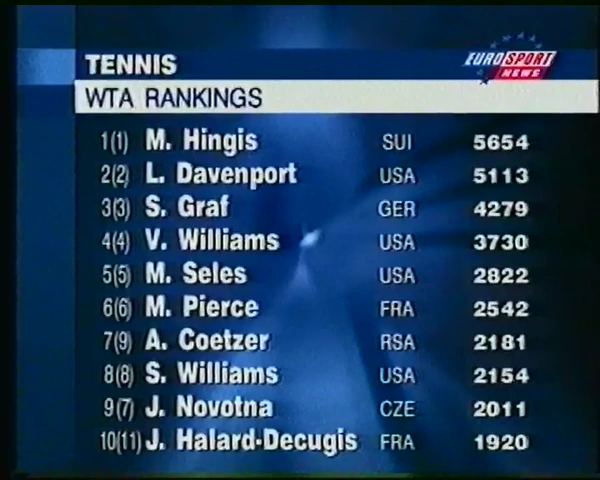 TENNIS
EUROSPORT
NEWS
WTA RANKINGS
1(1) M. Hingis SUI 5654
2(2) L. Davenport USA 5113
3(3) S. Graf GER 4279
4(4) V. Williams USA 3730
5(5) M. Seles USA 2822
6(6) M. Pierce FRA 2542
7(9) A. Coetzer RSA 2181
8(8) S. Williams USA 2154
9(7) J. Novotna CZE 2011
10(11) J. Halard-Decugis FRA 1920